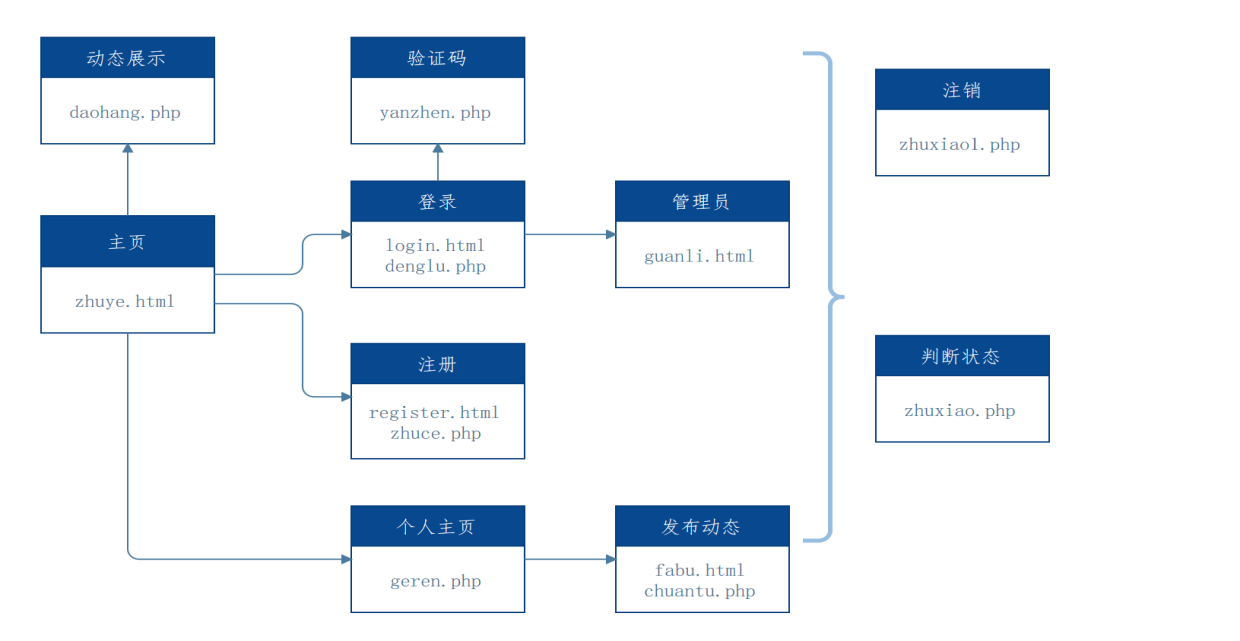 动态展示
daohang.php
验证码
yanzhen.php
注销
zhuxiao1.php
主页
zhuye.html
登录
login.html
denglu.php
管理员
guanli.html
注册
register.html
zhuce.php
判断状态
zhuxiao.php
个人主页
geren.php
发布动态
fabu.html
chuantu.php